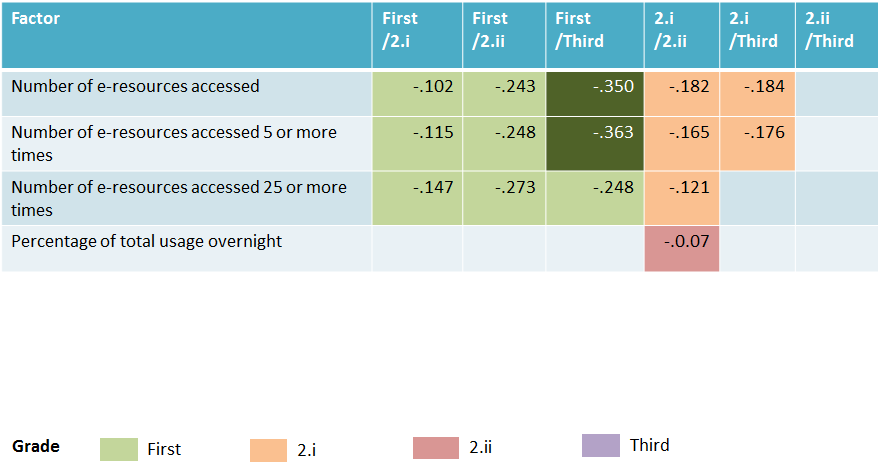 Factor First /2.i First /2.ii First /Third 2.i /2.ii 2.i /Third 2.ii /Third
Number of e-resources accessed -.102 -.243 -.350 -.182 -.184
Number of e-resources accessed 5 or more times -.115 -.248 -.363 -.165 -.176
Number of e-resources accessed 25 or more times -.147 -.273 -.248 -.121
Percentage of total usage overnight -.0.07
Grade First 2.i 2.ii Third